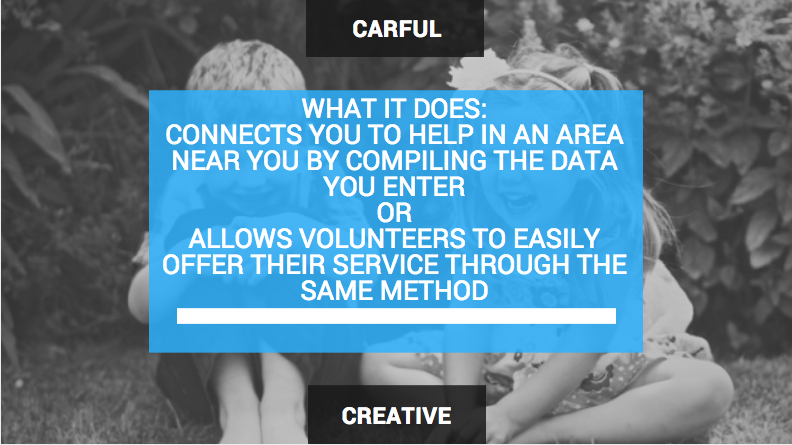 CARFUL
WHAT IT DOES:
CONNECTS YOU TO HELP IN AN AREA
NEAR YOU BY COMPILING THE DATA
YOU ENTER
OR
ALLOWS VOLUNTEERS TO EASILY
OFFER THEIR SERVICE THROUGH THE
SAME METHOD
CREATIVE